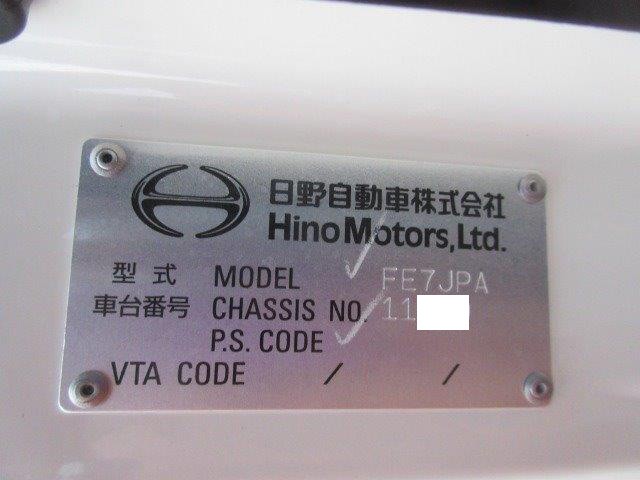 日野自動車株式会社
Hino Motors, Ltd.
型式 MODEL FE7JPA
車台番号 CHASSIS NO. 11
P.S. CODE
VTA CODE / /